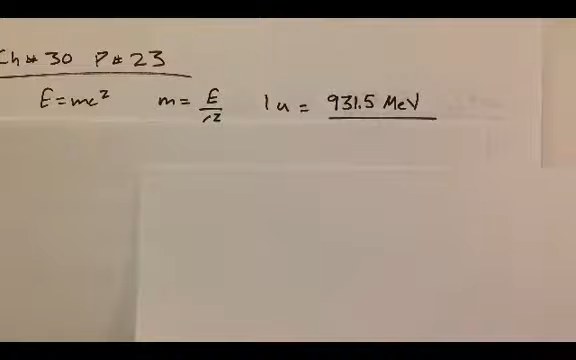 Ch # 30 P # 23
E = mc² m = E/c² 1 u = 931.5 MeV